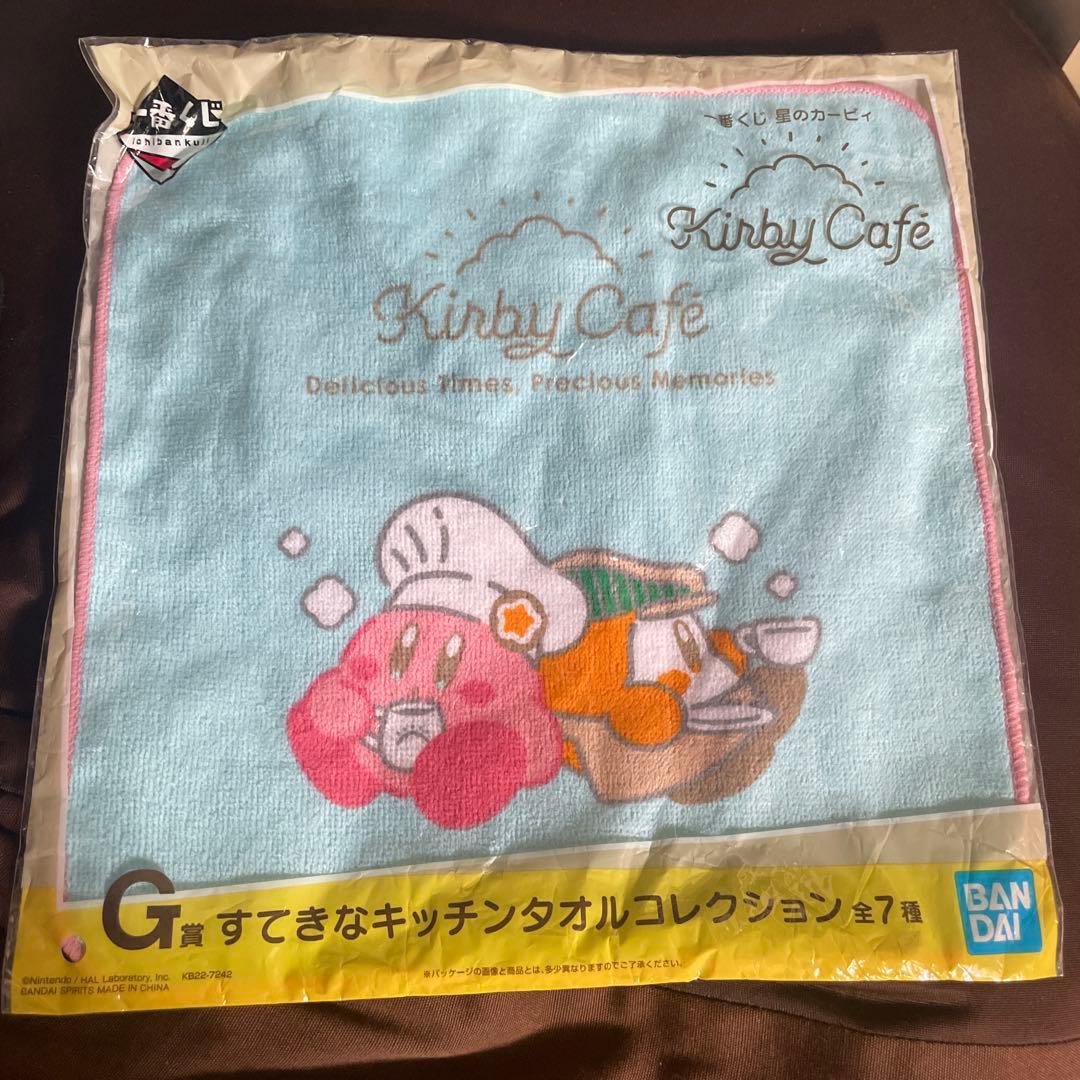 一番くじ
ichibankuji
一番くじ 星のカービィ
Kirby Café
Kirby Café
Delicious Times, Precious Memories
G賞 すてきなキッチンタオルコレクション 全7種
BANDAI
©Nintendo / HAL Laboratory, Inc. KB22-7242
BANDAI SPIRITS MADE IN CHINA
※パッケージの画像と商品とは、多少異なりますのでご了承ください。